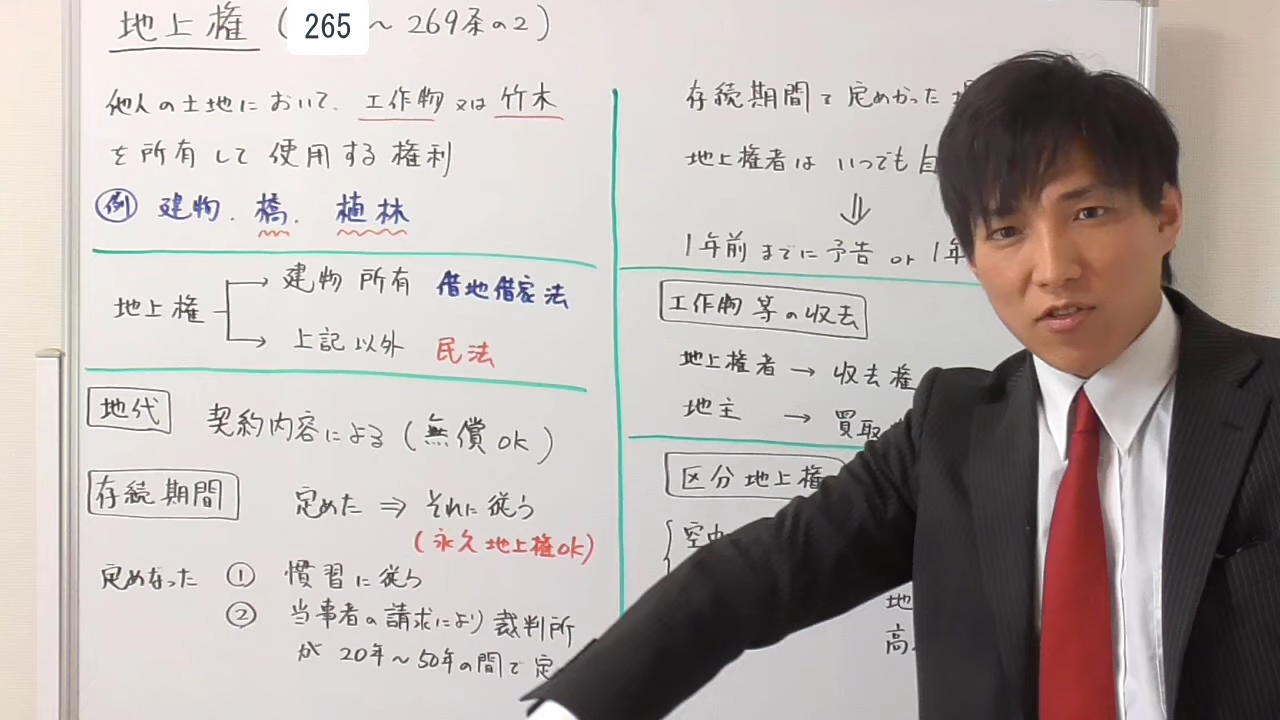 地上権 (265 ~ 269条の2)
他人の土地において、工作物 又は 竹木
を所有して 使用する 権利
例 建物、橋、植林
地上権
建物 所有 借地借家法
上記以外 民法
地代 契約内容による (無償OK)
存続期間 定めた ⇒ それに従う
(永久地上権OK)
定めなった ① 慣習に従う
② 当事者の請求により裁判所
が 20年~50年の間で 定
存続期間で定めかった
地上権者は いつでも
⇓
1年前までに予告 or 1年
工作物 等の収去
地上権者 → 収去権
地主 → 買取
区分地上権
空中
地
高